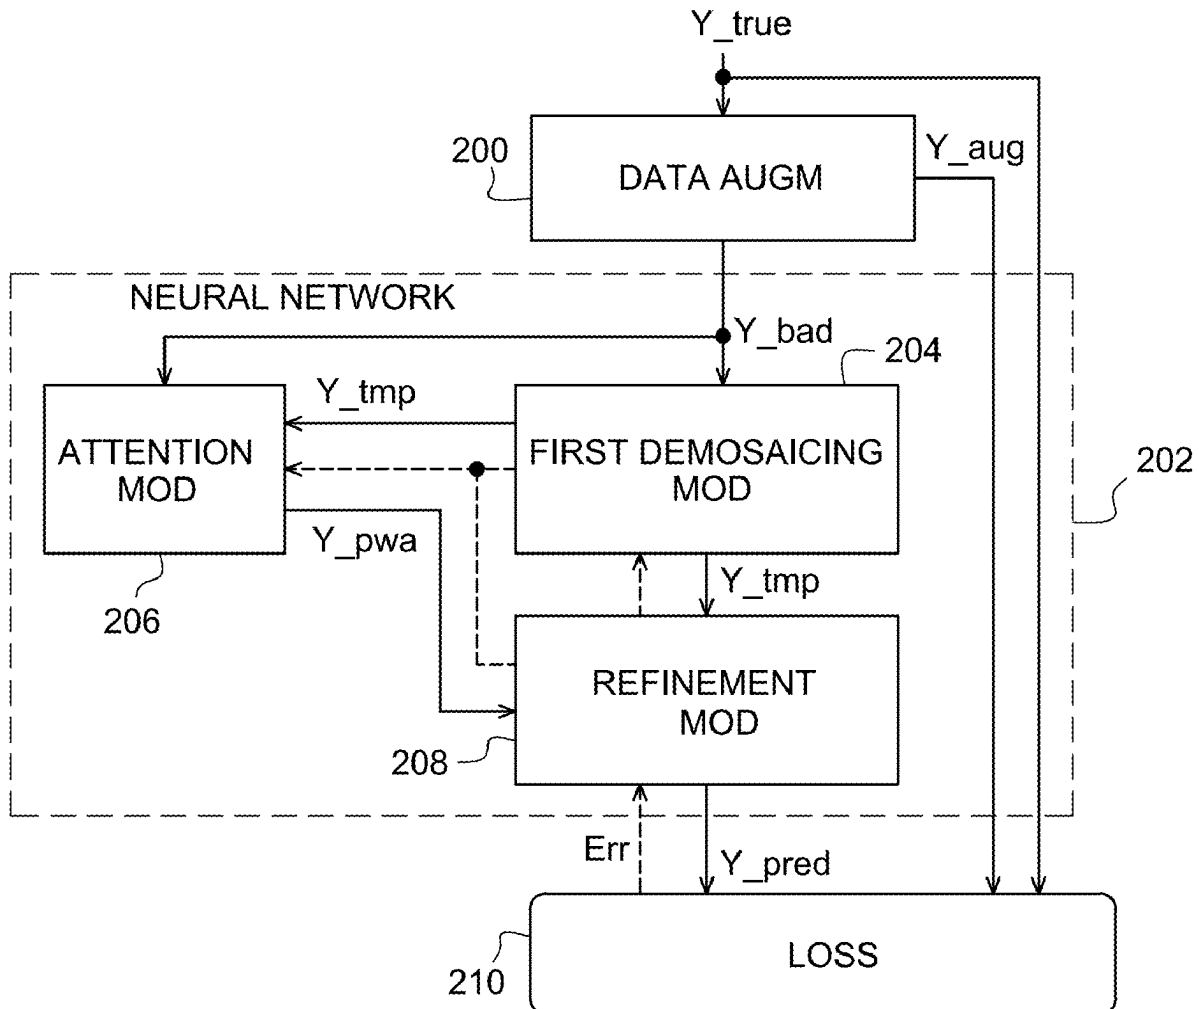 Y_true
200
DATA AUGM
Y_aug
NEURAL NETWORK
Y_bad
204
Y_tmp
ATTENTION
MOD
FIRST DEMOSAICING
MOD
202
Y_pwa
206
Y_tmp
REFINEMENT
MOD
208
Err
Y_pred
210
LOSS